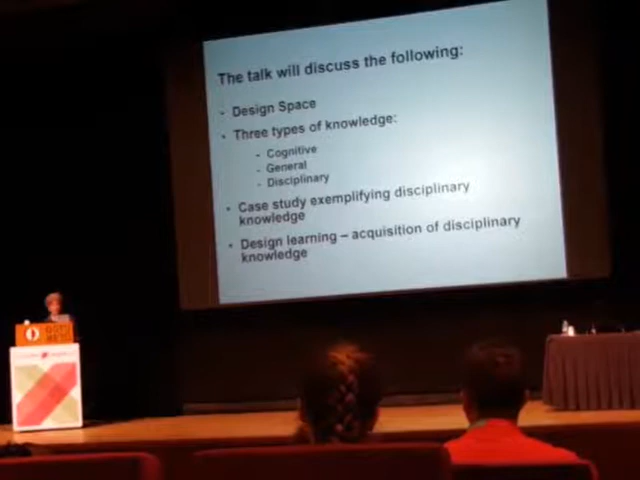 The talk will discuss the following:
- Design Space
- Three types of knowledge:
- Cognitive
- General
- Disciplinary
- Case study exemplifying disciplinary
knowledge
- Design learning – acquisition of disciplinary
knowledge